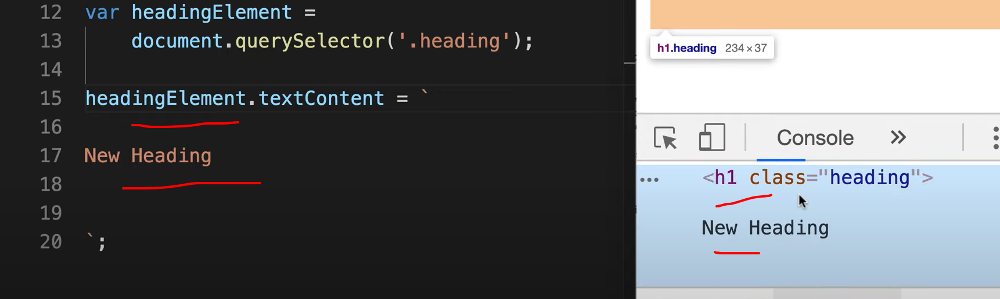 12 var headingElement =
13 document.querySelector('.heading');
14
15 headingElement.textContent = `
16
17 New Heading
18
19
20 `;
h1.heading 234 × 37
Console »
… <h1 class="heading">
New Heading